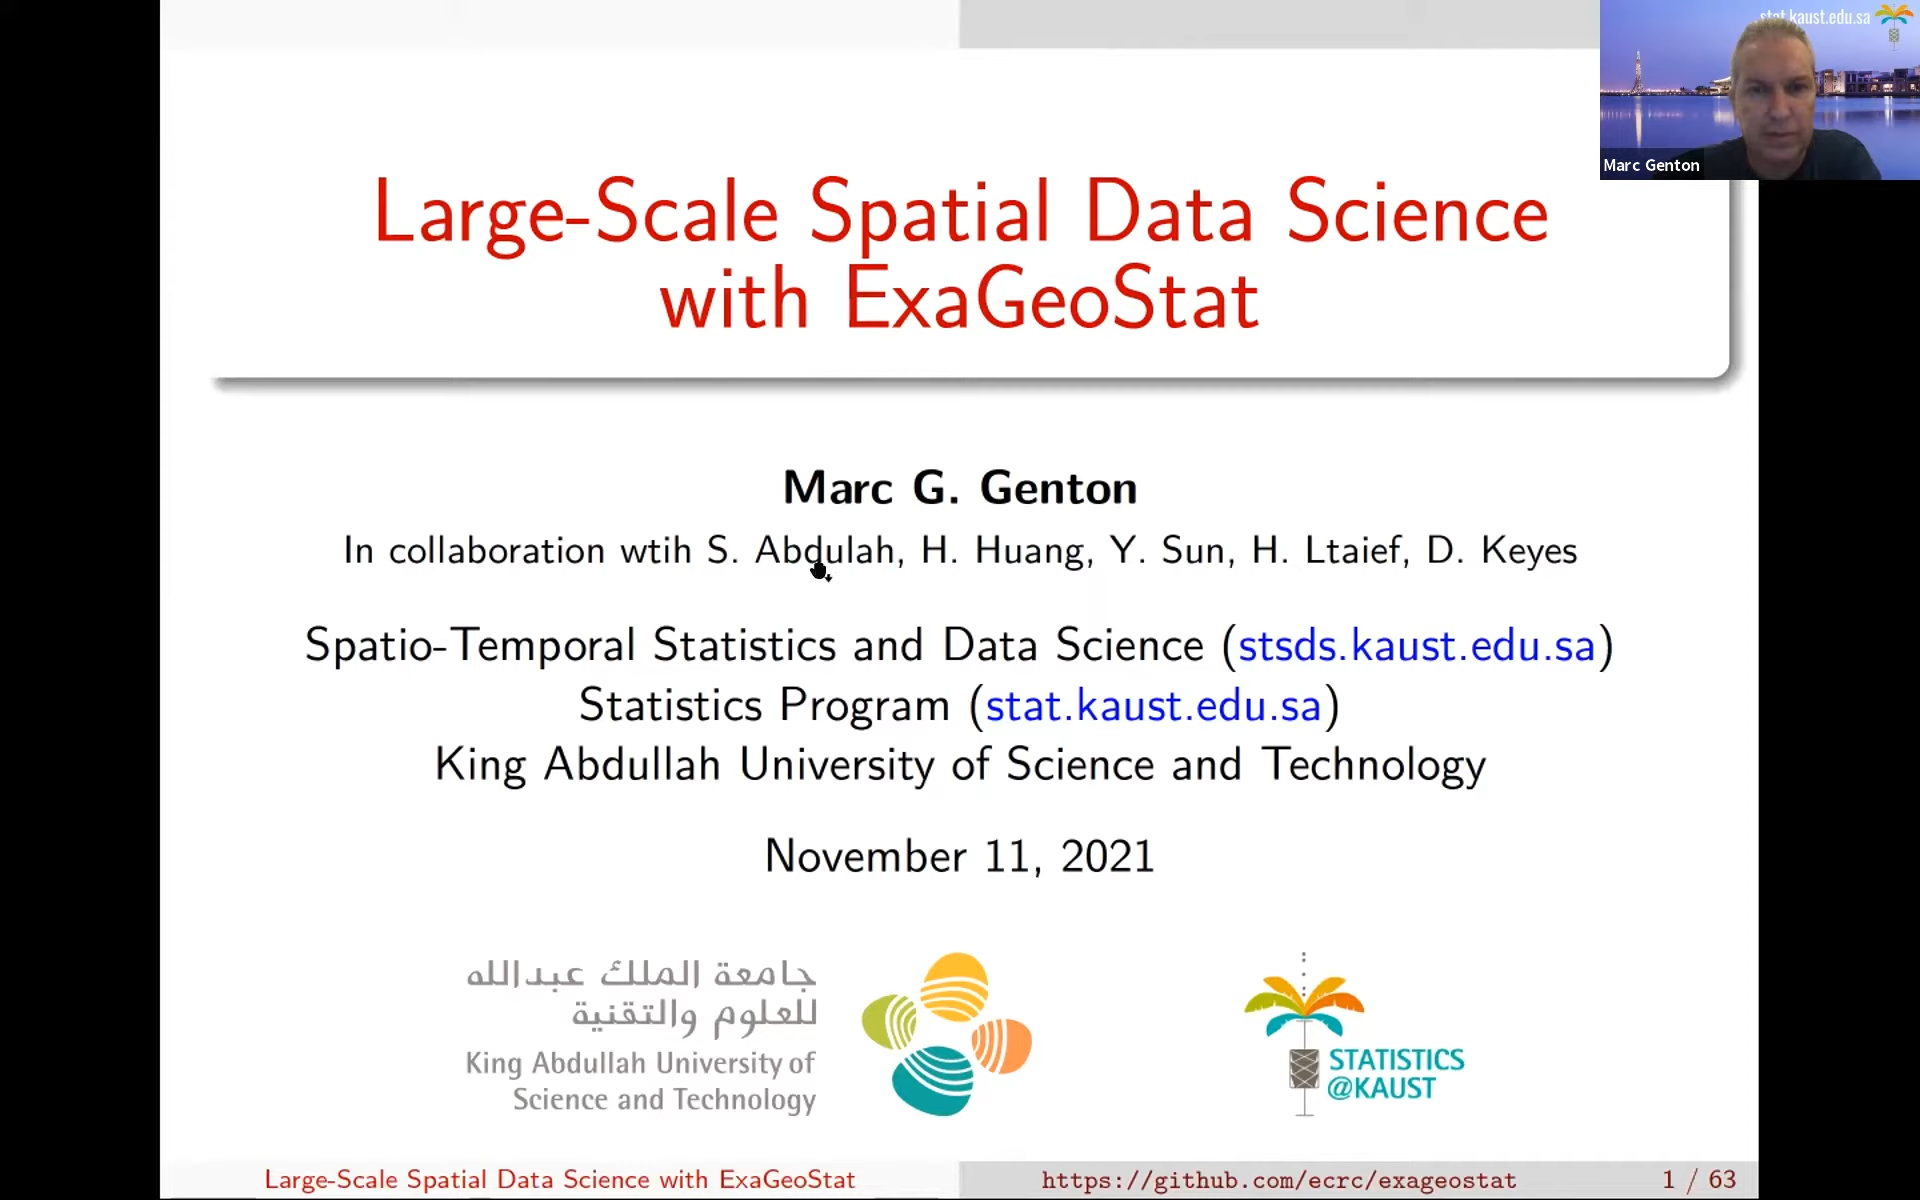 stat.kaust.edu.sa
Marc Genton
Large-Scale Spatial Data Science
with ExaGeoStat
Marc G. Genton
In collaboration wtih S. Abdulah, H. Huang, Y. Sun, H. Ltaief, D. Keyes
Spatio-Temporal Statistics and Data Science (stsds.kaust.edu.sa)
Statistics Program (stat.kaust.edu.sa)
King Abdullah University of Science and Technology
November 11, 2021
جامعة الملك عبدالله
للعلوم والتقنية
King Abdullah University of
Science and Technology
STATISTICS
@KAUST
Large-Scale Spatial Data Science with ExaGeoStat
https://github.com/ecrc/exageostat
1 / 63